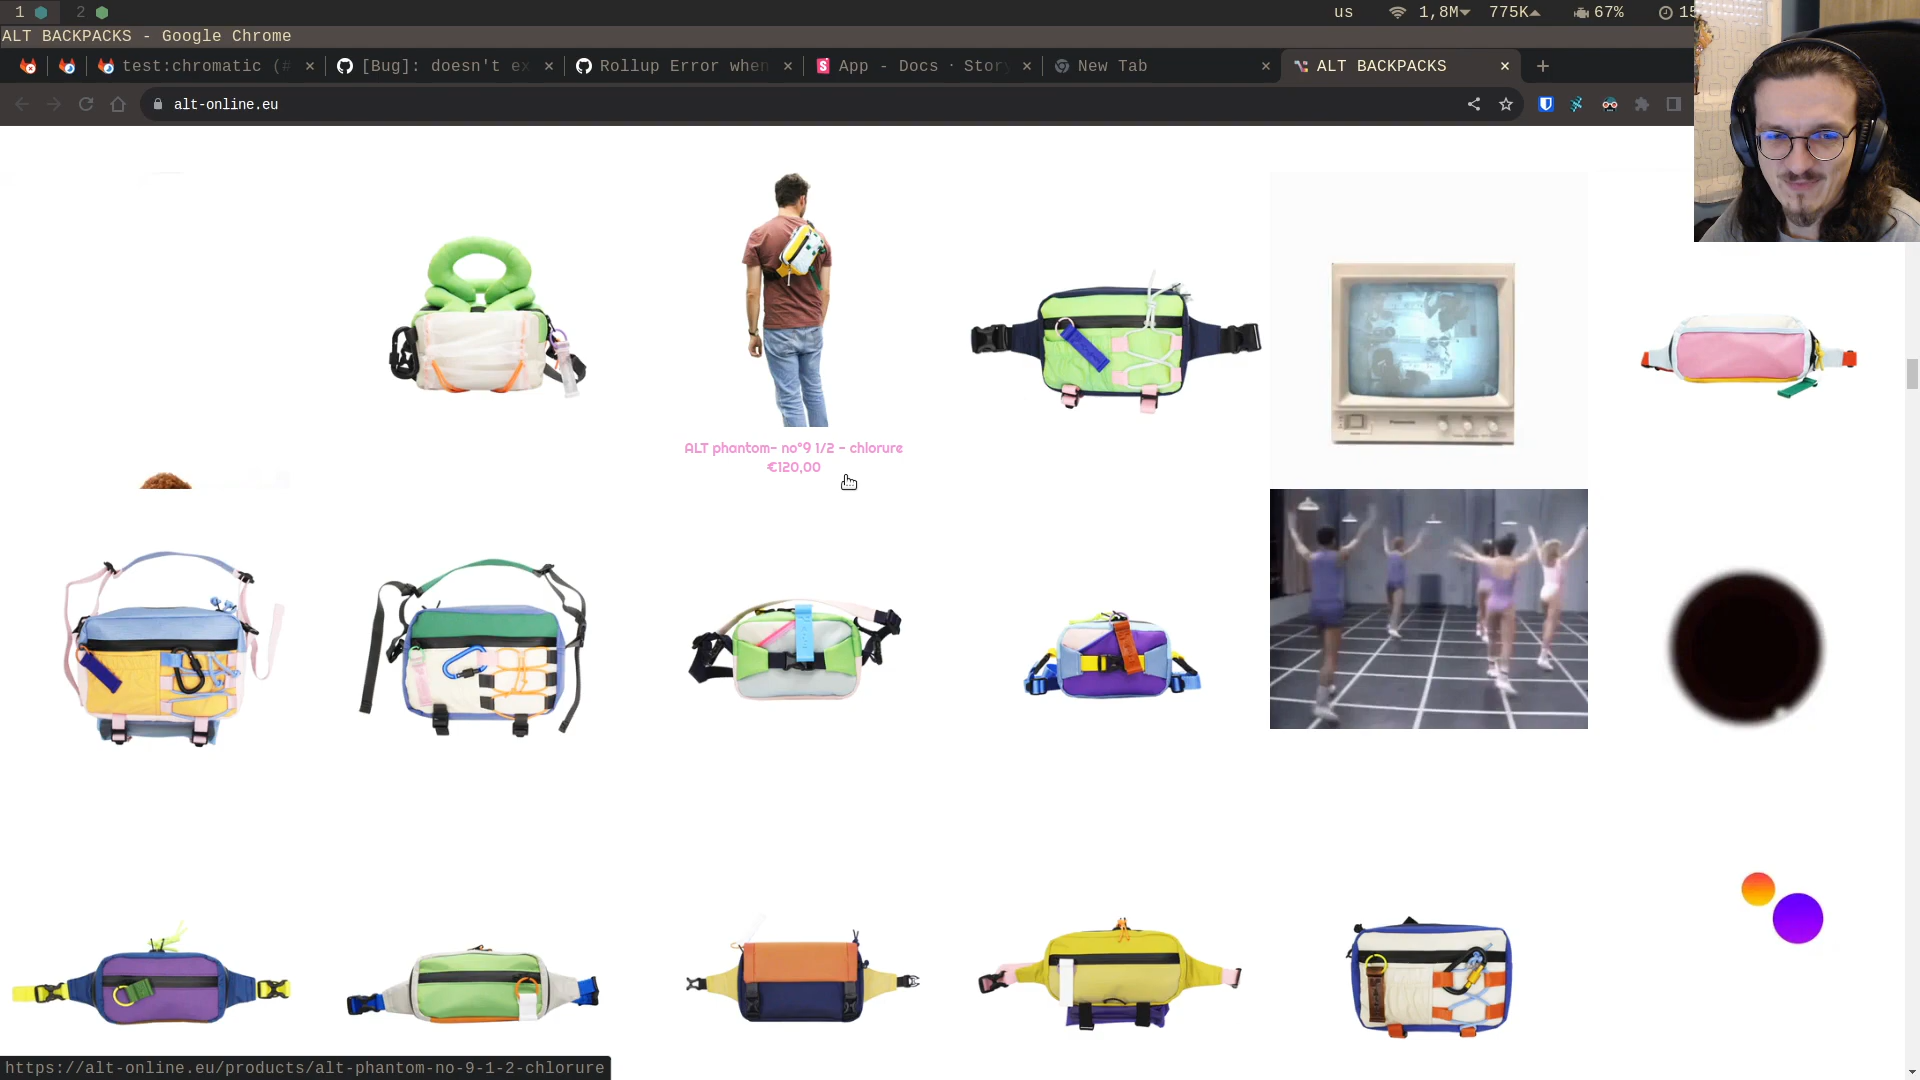 1 2 us 1,8M 775K 67% 15
ALT BACKPACKS - Google Chrome
test:chromatic (# [Bug]: doesn't ex Rollup Error when App - Docs · Story New Tab ALT BACKPACKS
alt-online.eu
ALT phantom- no°9 1/2 - chlorure
€120,00
https://alt-online.eu/products/alt-phantom-no-9-1-2-chlorure